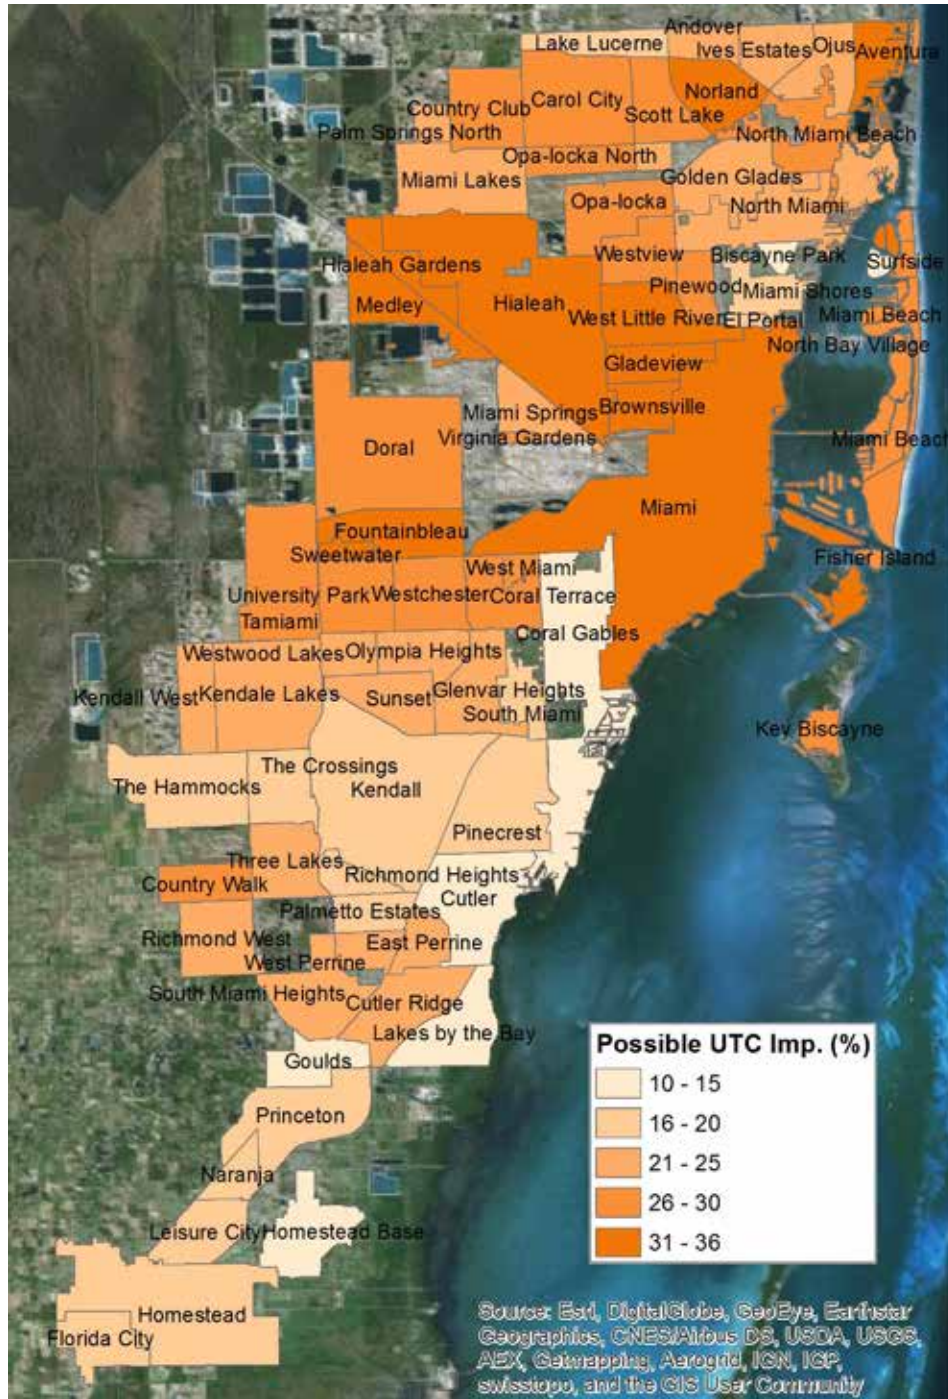 Andover
Lake Lucerne
Ives Estates
Ojus
Aventura
Norland
Country Club
Carol City
Scott Lake
Palm Springs North
North Miami Beach
Opa-locka North
Miami Lakes
Golden Glades
Opa-locka
North Miami
Westview
Biscayne Park
Surfside
Hialeah Gardens
Pinewood
Miami Shores
Medley
Hialeah
West Little River
El Portal
Miami Beach
North Bay Village
Gladeview
Miami Springs
Brownsville
Virginia Gardens
Miami Beach
Doral
Miami
Fountainbleau
Sweetwater
Fisher Island
West Miami
University Park
Westchester
Coral Terrace
Tamiami
Coral Gables
Westwood Lakes
Olympia Heights
Kendall West
Kendale Lakes
Sunset
Glenvar Heights
South Miami
Key Biscayne
The Crossings
The Hammocks
Kendall
Pinecrest
Three Lakes
Richmond Heights
Country Walk
Cutler
Palmetto Estates
Richmond West
East Perrine
West Perrine
South Miami Heights
Cutler Ridge
Lakes by the Bay
Goulds
Princeton
Naranja
Leisure City
Homestead Base
Homestead
Florida City
Possible UTC Imp. (%)
10 - 15
16 - 20
21 - 25
26 - 30
31 - 36
Source: Esri, DigitalGlobe, GeoEye, Earthstar
Geographics, CNES/Airbus DS, USDA, USGS,
AEX, Getmapping, Aerogrid, IGN, IGP,
swisstopo, and the GIS User Community